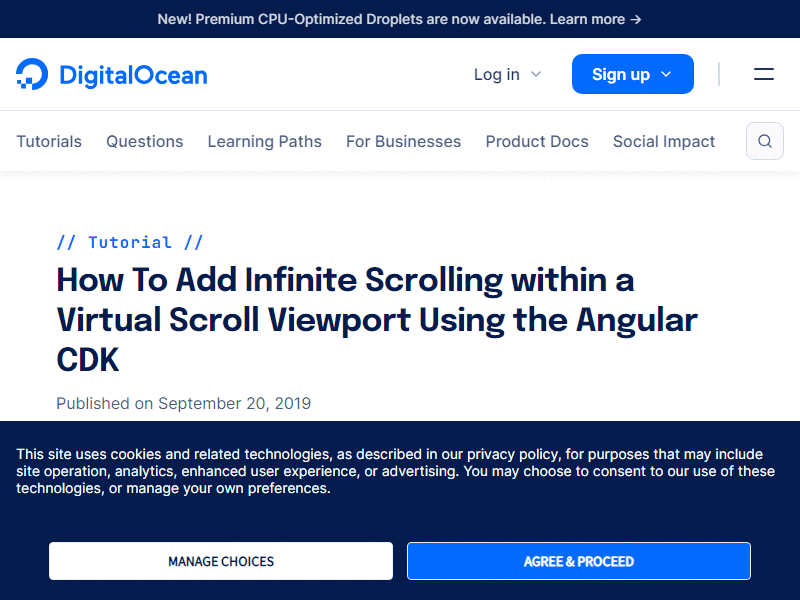 New! Premium CPU-Optimized Droplets are now available. Learn more →
DigitalOcean
Log in
Sign up
Tutorials Questions Learning Paths For Businesses Product Docs Social Impact
// Tutorial //
How To Add Infinite Scrolling within a
Virtual Scroll Viewport Using the Angular
CDK
Published on September 20, 2019
This site uses cookies and related technologies, as described in our privacy policy, for purposes that may include
site operation, analytics, enhanced user experience, or advertising. You may choose to consent to our use of these
technologies, or manage your own preferences.
MANAGE CHOICES
AGREE & PROCEED